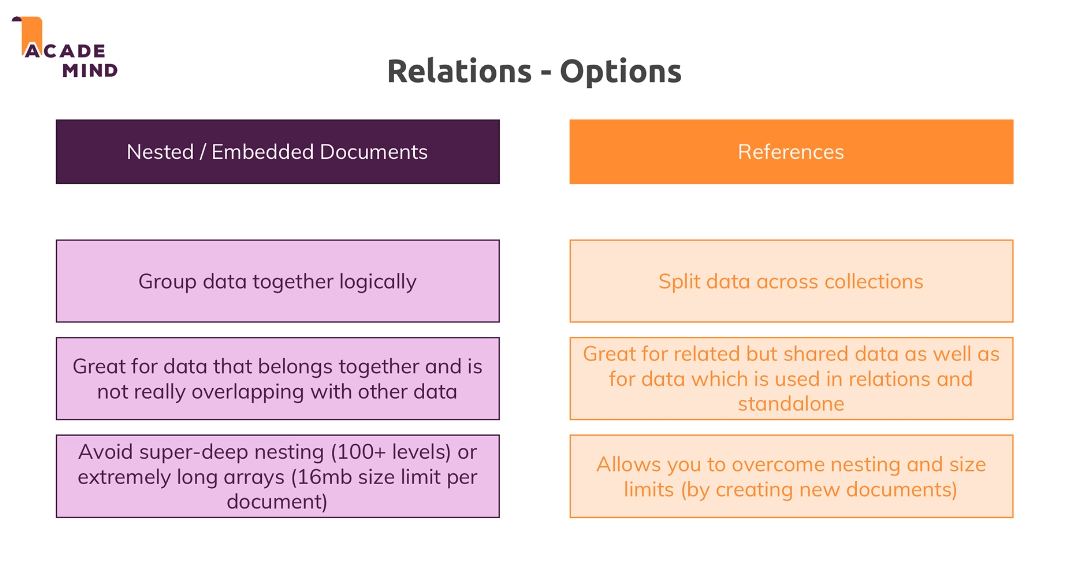 ACADE
MIND
Relations - Options
Nested / Embedded Documents
References
Group data together logically
Split data across collections
Great for data that belongs together and is
not really overlapping with other data
Great for related but shared data as well as
for data which is used in relations and
standalone
Avoid super-deep nesting (100+ levels) or
extremely long arrays (16mb size limit per
document)
Allows you to overcome nesting and size
limits (by creating new documents)